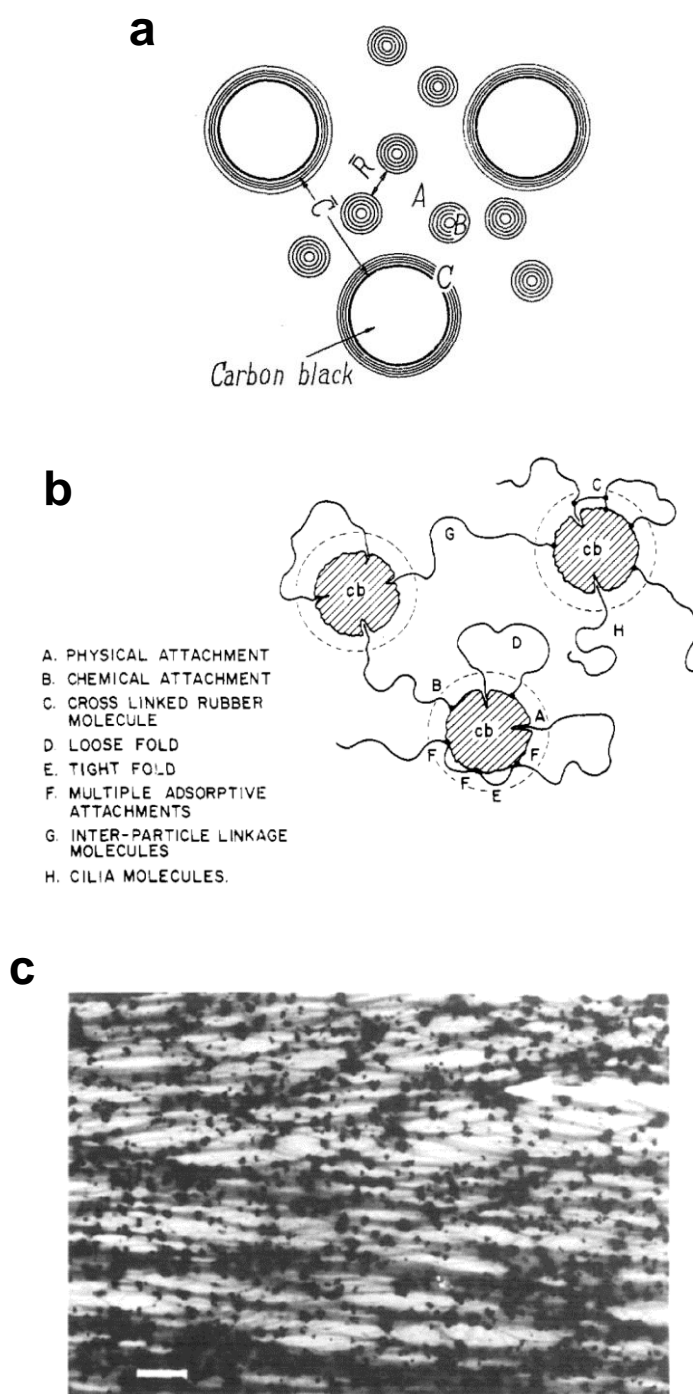 a
R̄
C̄
A
B
C
Carbon black
b
C
G
cb
cb
H
D
B
A
cb
F
F
F
E
A. PHYSICAL ATTACHMENT
B. CHEMICAL ATTACHMENT
C. CROSS LINKED RUBBER
MOLECULE
D. LOOSE FOLD
E. TIGHT FOLD
F. MULTIPLE ADSORPTIVE
ATTACHMENTS
G. INTER-PARTICLE LINKAGE
MOLECULES
H. CILIA MOLECULES.
c